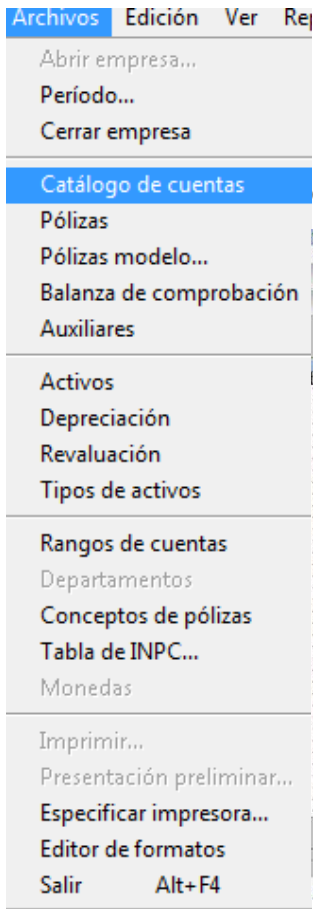 Archivos Edición Ver
Abrir empresa...
Período...
Cerrar empresa
Catálogo de cuentas
Pólizas
Pólizas modelo...
Balanza de comprobación
Auxiliares
Activos
Depreciación
Revaluación
Tipos de activos
Rangos de cuentas
Departamentos
Conceptos de pólizas
Tabla de INPC...
Monedas
Imprimir...
Presentación preliminar...
Especificar impresora...
Editor de formatos
Salir Alt+F4